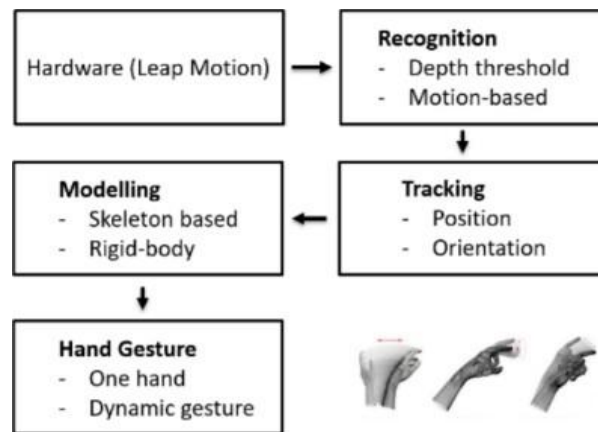 Hardware (Leap Motion)
Recognition
- Depth threshold
- Motion-based
Tracking
- Position
- Orientation
Modelling
- Skeleton based
- Rigid-body
Hand Gesture
- One hand
- Dynamic gesture